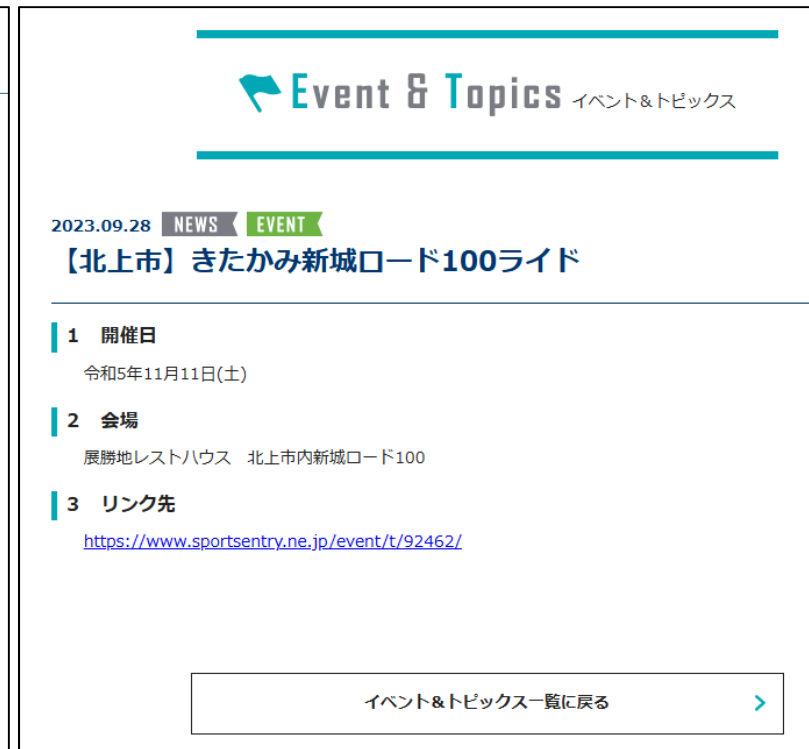 Event & Topics イベント&トピックス
2023.09.28 NEWS EVENT
【北上市】きたかみ新城ロード100ライド
1 開催日
令和5年11月11日(土)
2 会場
展勝地レストハウス 北上市内新城ロード100
3 リンク先
https://www.sportsentry.ne.jp/event/t/92462/
イベント&トピックス一覧に戻る